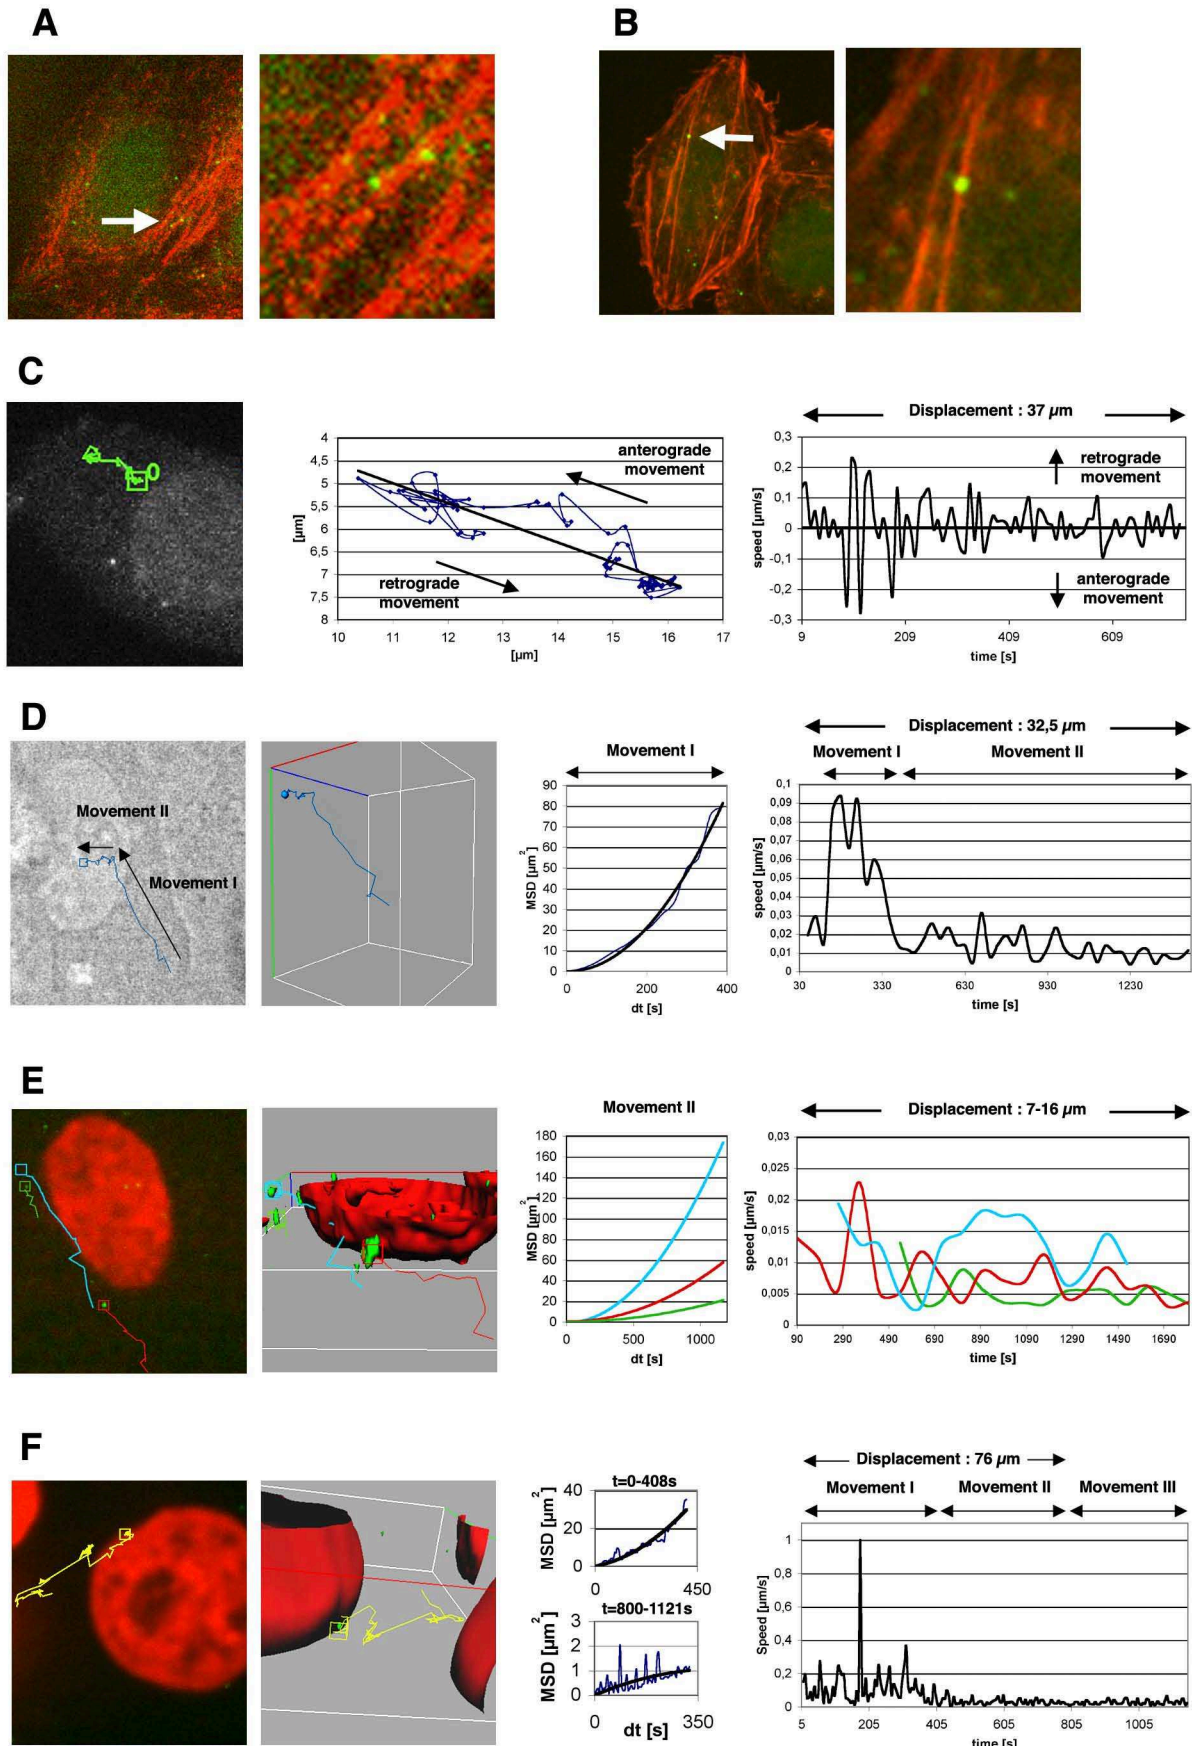 A
B
C
0
4
4,5
5
5,5
6
6,5
7
7,5
8
[µm]
anterograde
movement
retrograde
movement
10
11
12
13
14
15
16
17
[µm]
Displacement : 37 µm
0,3
0,2
0,1
0
-0,1
-0,2
-0,3
speed [µm/s]
retrograde
movement
anterograde
movement
9
209
409
609
time [s]
D
Movement II
Movement I
Movement I
90
80
70
60
50
40
30
20
10
0
MSD [µm²]
0
200
400
dt [s]
Displacement : 32,5 µm
Movement I
Movement II
0,1
0,09
0,08
0,07
0,06
0,05
0,04
0,03
0,02
0,01
0
speed [µm/s]
30
330
630
930
1230
time [s]
E
Movement II
180
160
140
120
100
80
60
40
20
0
MSD [µm²]
0
500
1000
dt [s]
Displacement : 7-16 µm
0,03
0,025
0,02
0,015
0,01
0,005
0
speed [µm/s]
90
290
490
690
890
1090
1290
1490
1690
time [s]
F
t=0-408s
40
20
0
MSD [µm²]
0
450
t=800-1121s
3
2
1
0
MSD [µm²]
0
350
dt [s]
Displacement : 76 µm
Movement I
Movement II
Movement III
1
0,8
0,6
0,4
0,2
0
Speed [µm/s]
5
205
405
605
805
1005
time [s]